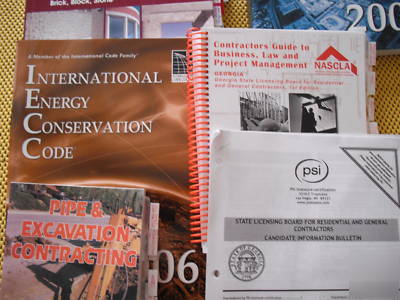 Brick, Block, Stone
200
A Member of the International Code Family
INTERNATIONAL
ENERGY
CONSERVATION
CODE
Contractors Guide to
Business, Law and
Project Management
NASCLA
GEORGIA
Georgia State Licensing Board for Residential
and General Contractors, 1st Edition
PIPE &
EXCAVATION
CONTRACTING
06
psi
STATE LICENSING BOARD FOR RESIDENTIAL AND GENERAL
CONTRACTORS
CANDIDATE INFORMATION BULLETIN